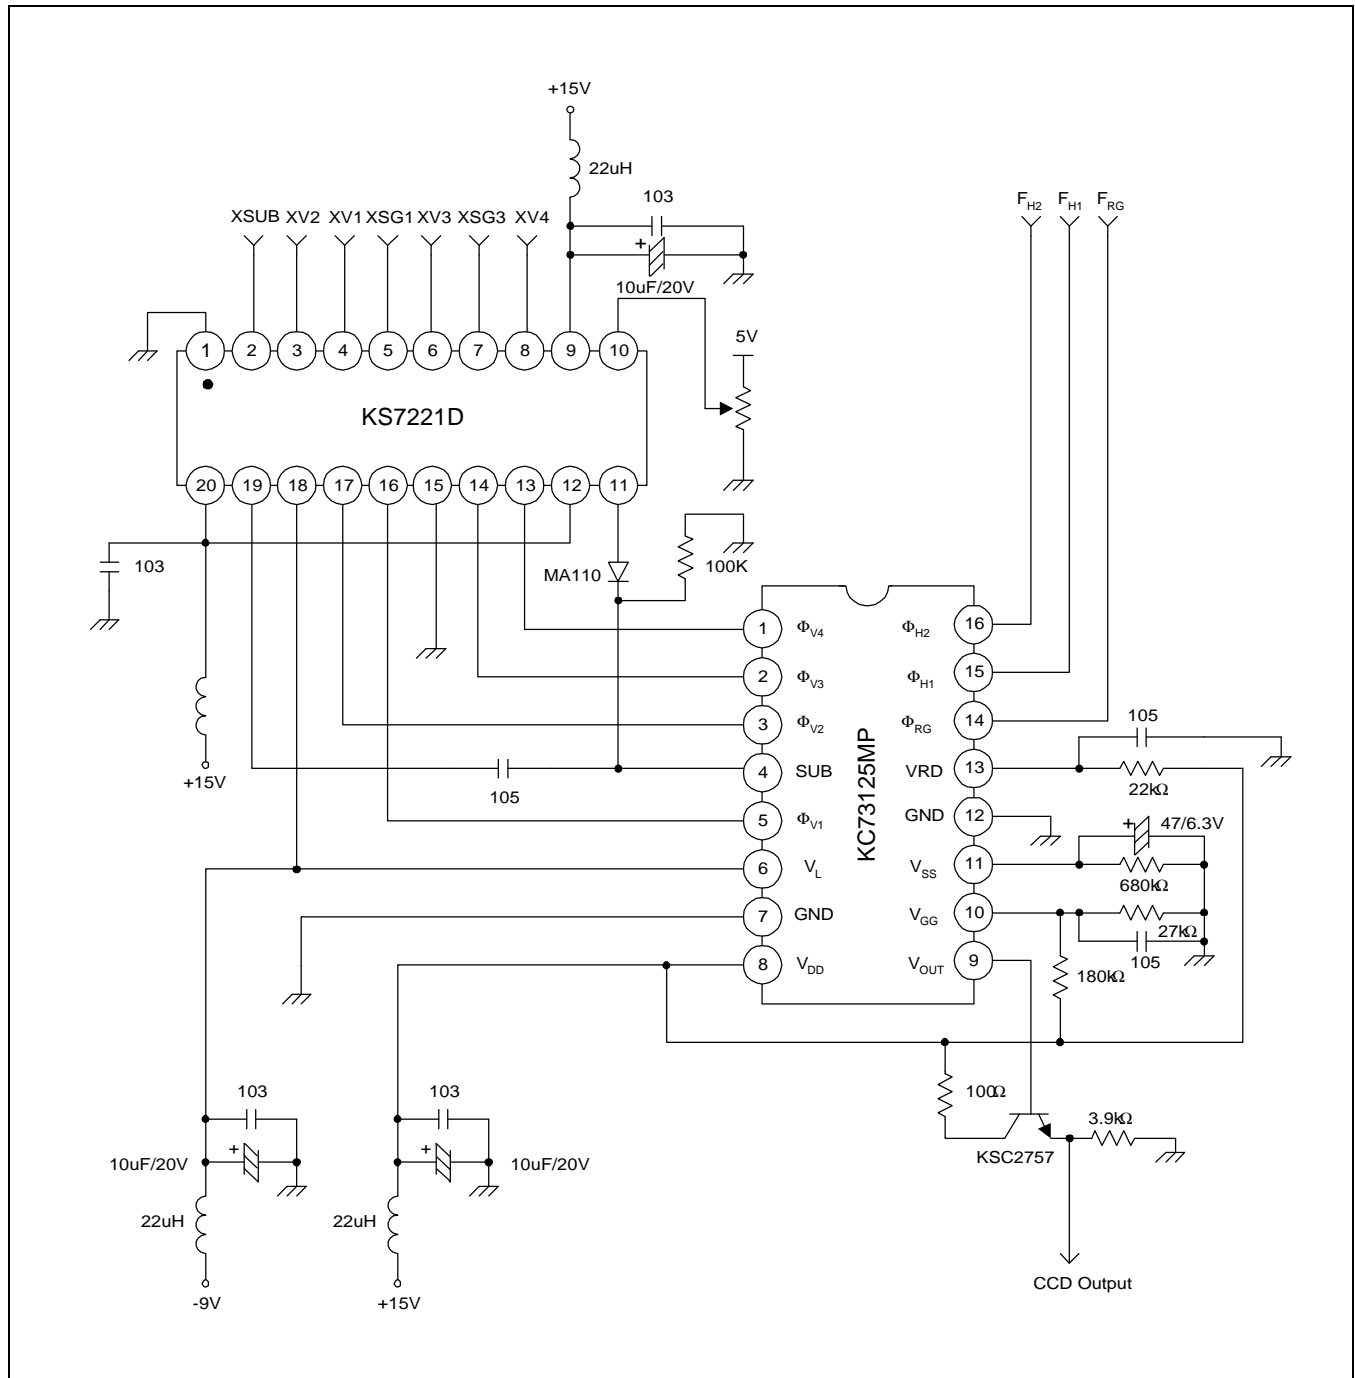 +15V
22uH
103
+
10uF/20V
XSUB XV2 XV1 XSG1 XV3 XSG3 XV4
F_H2 F_H1 F_RG
1 2 3 4 5 6 7 8 9 10
5V
KS7221D
20 19 18 17 16 15 14 13 12 11
103
MA110
100K
+15V
105
1 Φ_V4
2 Φ_V3
3 Φ_V2
4 SUB
5 Φ_V1
6 V_L
7 GND
8 V_DD
KC73125MP
Φ_H2 16
Φ_H1 15
Φ_RG 14
VRD 13
GND 12
V_SS 11
V_GG 10
V_OUT 9
105
22kΩ
+ 47/6.3V
680kΩ
27kΩ
105
180kΩ
100Ω
3.9kΩ
KSC2757
CCD Output
103
+
10uF/20V
22uH
-9V
103
+
10uF/20V
22uH
+15V